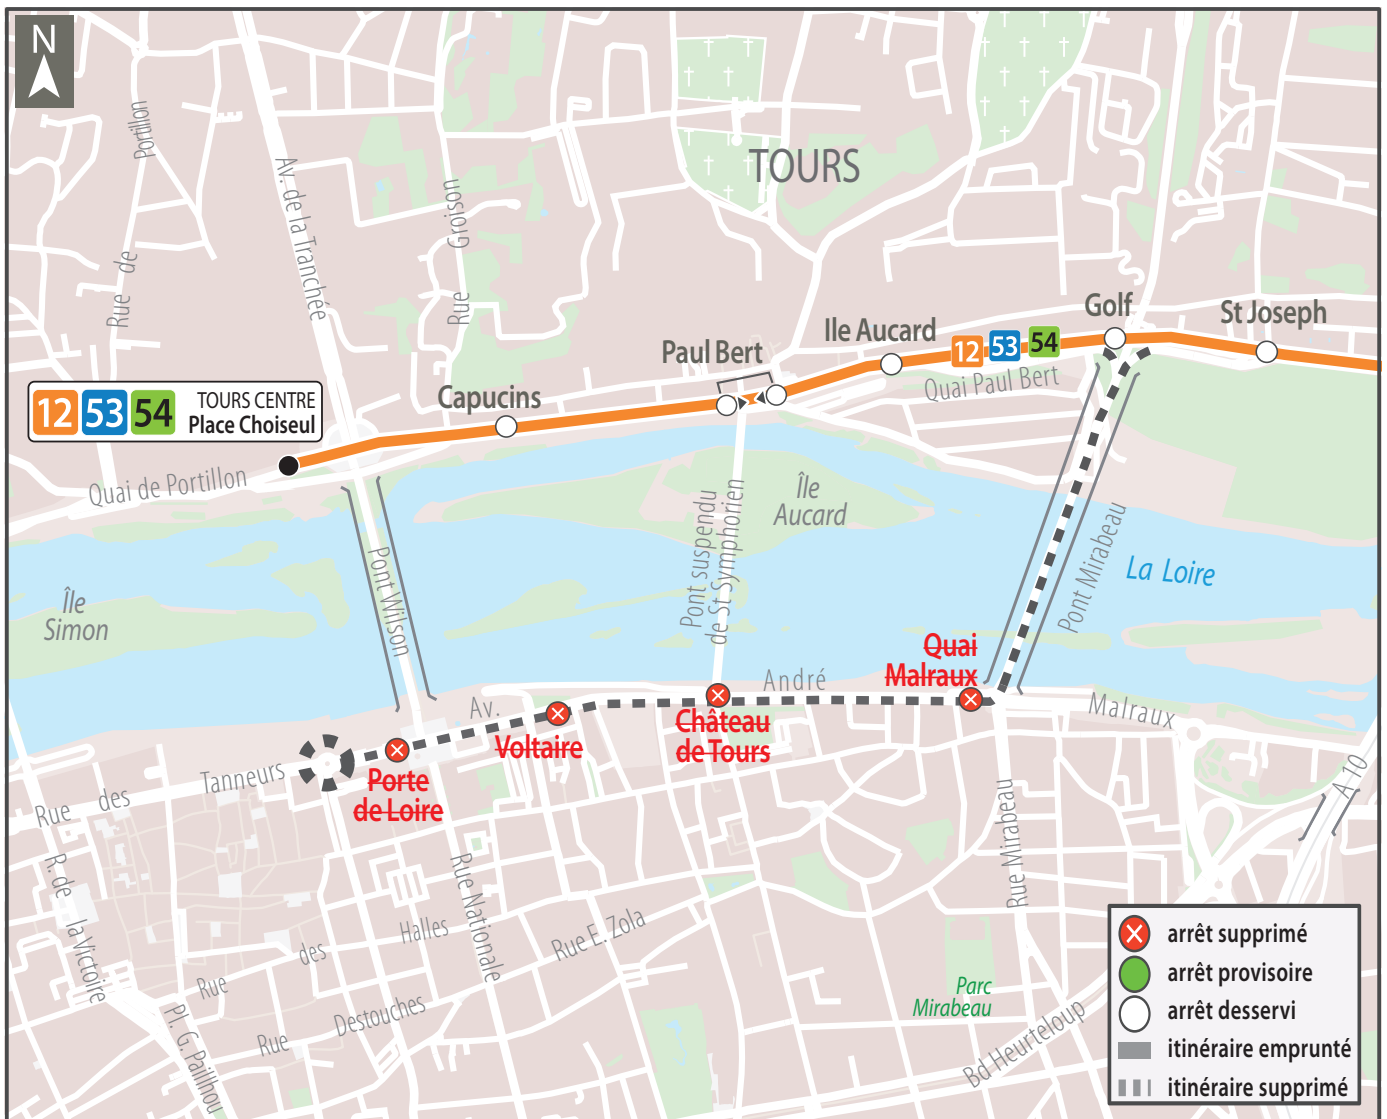 N
TOURS
Portillon
Rue de
Av. de la Tranchée
Rue Groison
Golf
St Joseph
Ile Aucard
12 53 54
Paul Bert
Quai Paul Bert
Capucins
12 53 54
TOURS CENTRE
Place Choiseul
Quai de Portillon
Île
Aucard
Pont suspendu
de St Symphorien
Pont Mirabeau
La Loire
Pont Wilson
Île
Simon
Quai
Malraux
Av. André Malraux
Château
de Tours
Voltaire
Porte
de Loire
Rue des Tanneurs
A 10
Rue Mirabeau
R. de la Victoire
Rue Nationale
Rue des Halles
Rue E. Zola
Rue Destouches
Pl. G. Pailhou
Parc
Mirabeau
Bd Heurteloup
arrêt supprimé
arrêt provisoire
arrêt desservi
itinéraire emprunté
itinéraire supprimé